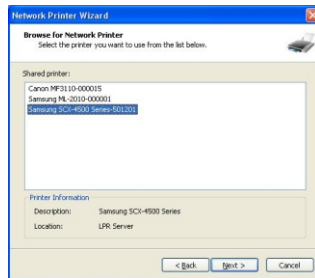 Network Printer Wizard
Browse for Network Printer
Select the printer you want to use from the list below.
Shared printer:
Canon MF3110-000015
Samsung ML-2010-000001
Samsung SCX-4500 Series-501201
Printer Information
Description: Samsung SCX-4500 Series
Location: LPR Server
< Back Next > Cancel